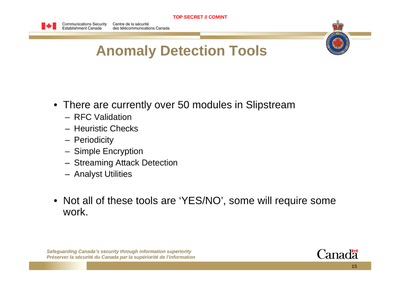 TOP SECRET // COMINT
Communications Security Centre de la sécurité
Establishment Canada des télécommunications Canada
Anomaly Detection Tools
• There are currently over 50 modules in Slipstream
– RFC Validation
– Heuristic Checks
– Periodicity
– Simple Encryption
– Streaming Attack Detection
– Analyst Utilities
• Not all of these tools are ‘YES/NO’, some will require some
work.
Safeguarding Canada's security through information superiority
Préserver la sécurité du Canada par la supériorité de l'information
Canada
15